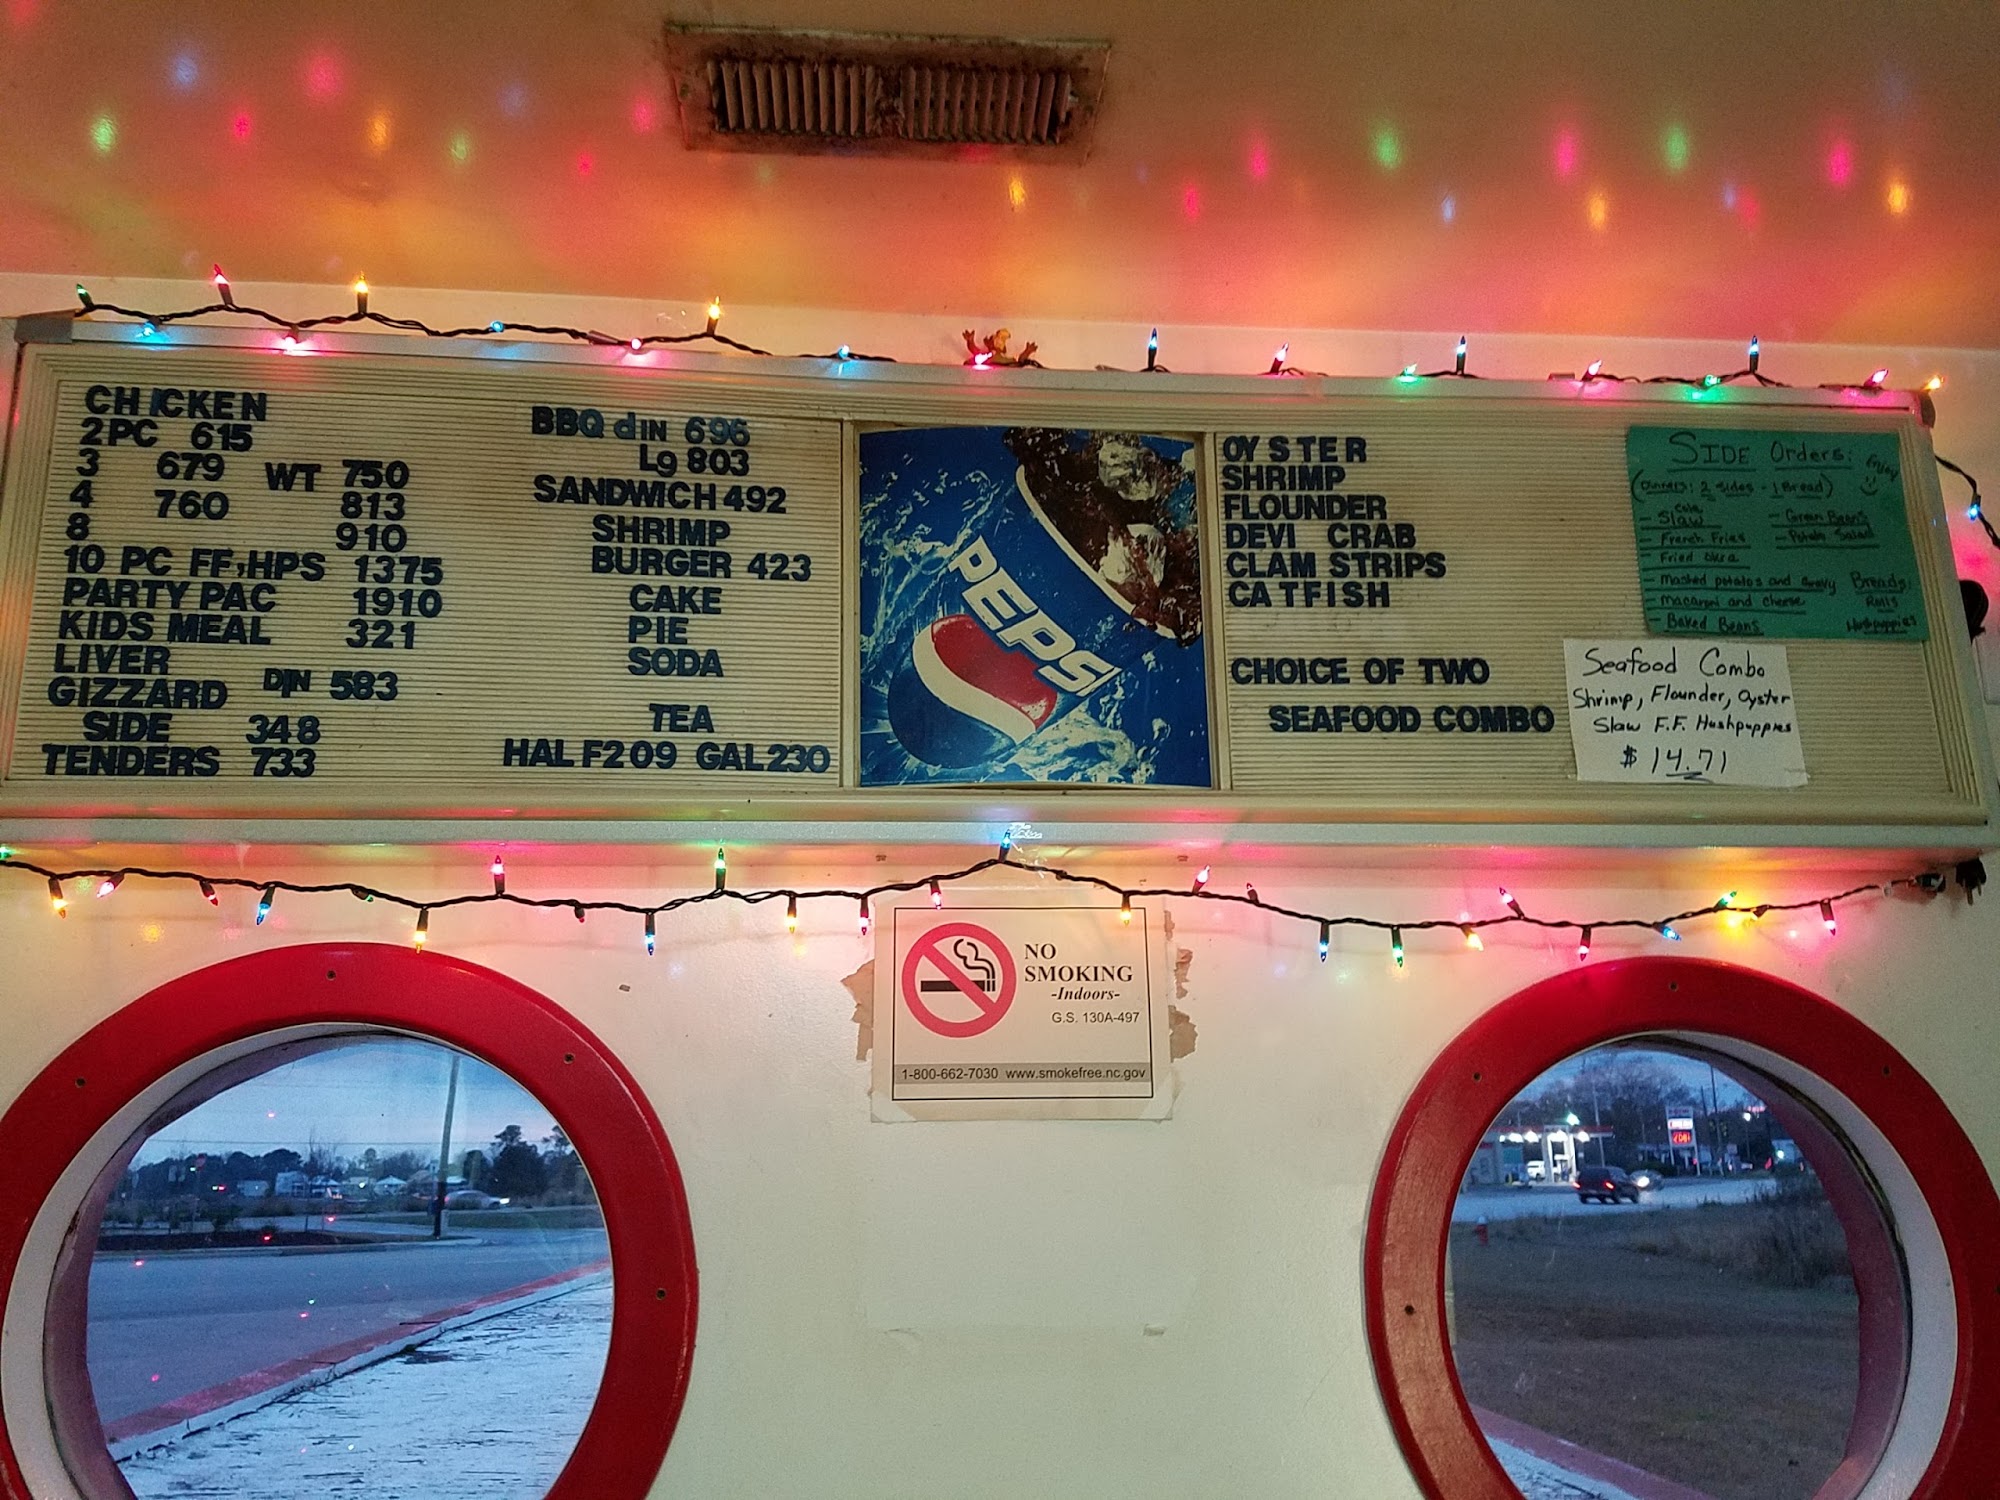 CHICKEN
2PC 615
3 679 WT 750
4 760 813
8 910
10 PC FF,HPS 1375
PARTY PAC 1910
KIDS MEAL 321
LIVER
GIZZARD DIN 583
SIDE 348
TENDERS 733
BBQ dIN 696
Lg 803
SANDWICH 492
SHRIMP
BURGER 423
CAKE
PIE
SODA
TEA
HALF 209 GAL 230
PEPSI
OYSTER
SHRIMP
FLOUNDER
DEVI CRAB
CLAM STRIPS
CATFISH
CHOICE OF TWO
SEAFOOD COMBO
SIDE Orders: Enjoy
(Dinners: 2 sides - 1 Bread)
- Cole Slaw
- French Fries
- Fried Okra
- Mashed potatoes and Gravy
- Macaroni and cheese
- Baked Beans
- Green Beans
- Potato Salad
Breads:
Rolls
Hushpuppies
Seafood Combo
Shrimp, Flounder, Oyster
Slaw F.F. Hushpuppies
$ 14.71
NO
SMOKING
-Indoors-
G.S. 130A-497
1-800-662-7030 www.smokefree.nc.gov